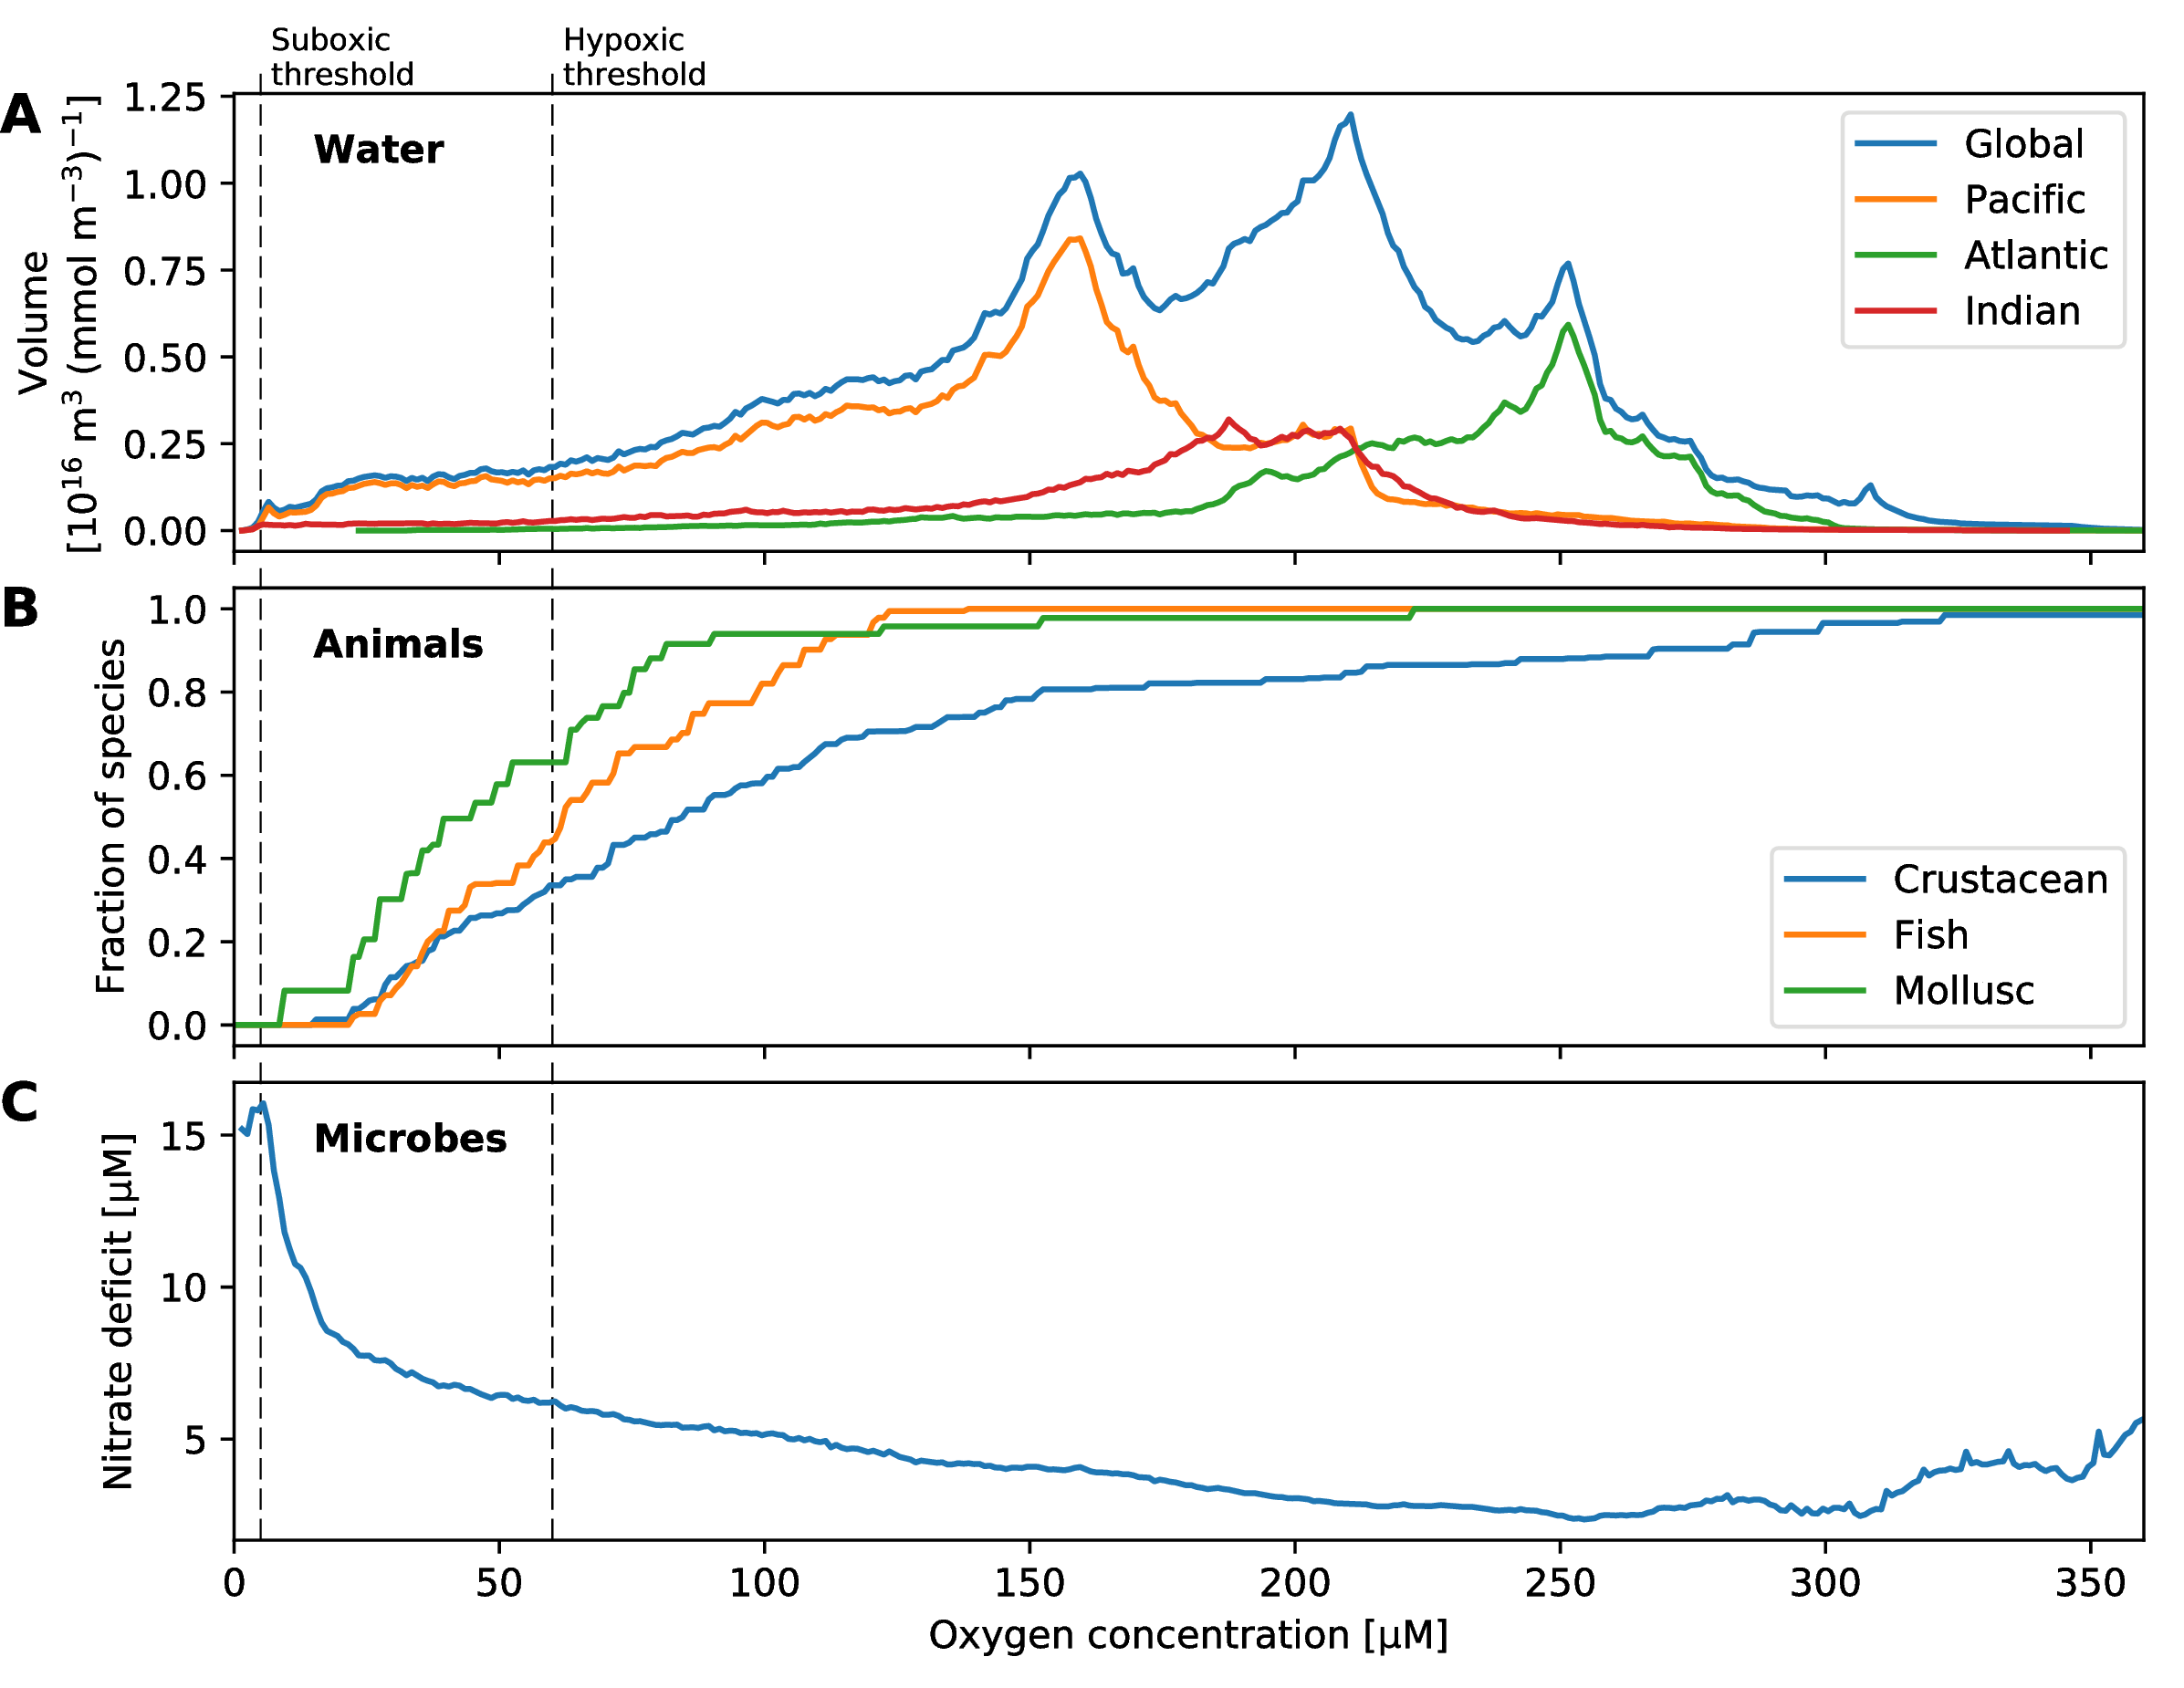 Suboxic
threshold
Hypoxic
threshold
A
Water
Volume
[10¹⁶ m³ (mmol m⁻³)⁻¹]
1.25
1.00
0.75
0.50
0.25
0.00
Global
Pacific
Atlantic
Indian
B
Animals
Fraction of species
1.0
0.8
0.6
0.4
0.2
0.0
Crustacean
Fish
Mollusc
C
Microbes
Nitrate deficit [µM]
15
10
5
0 50 100 150 200 250 300 350
Oxygen concentration [µM]